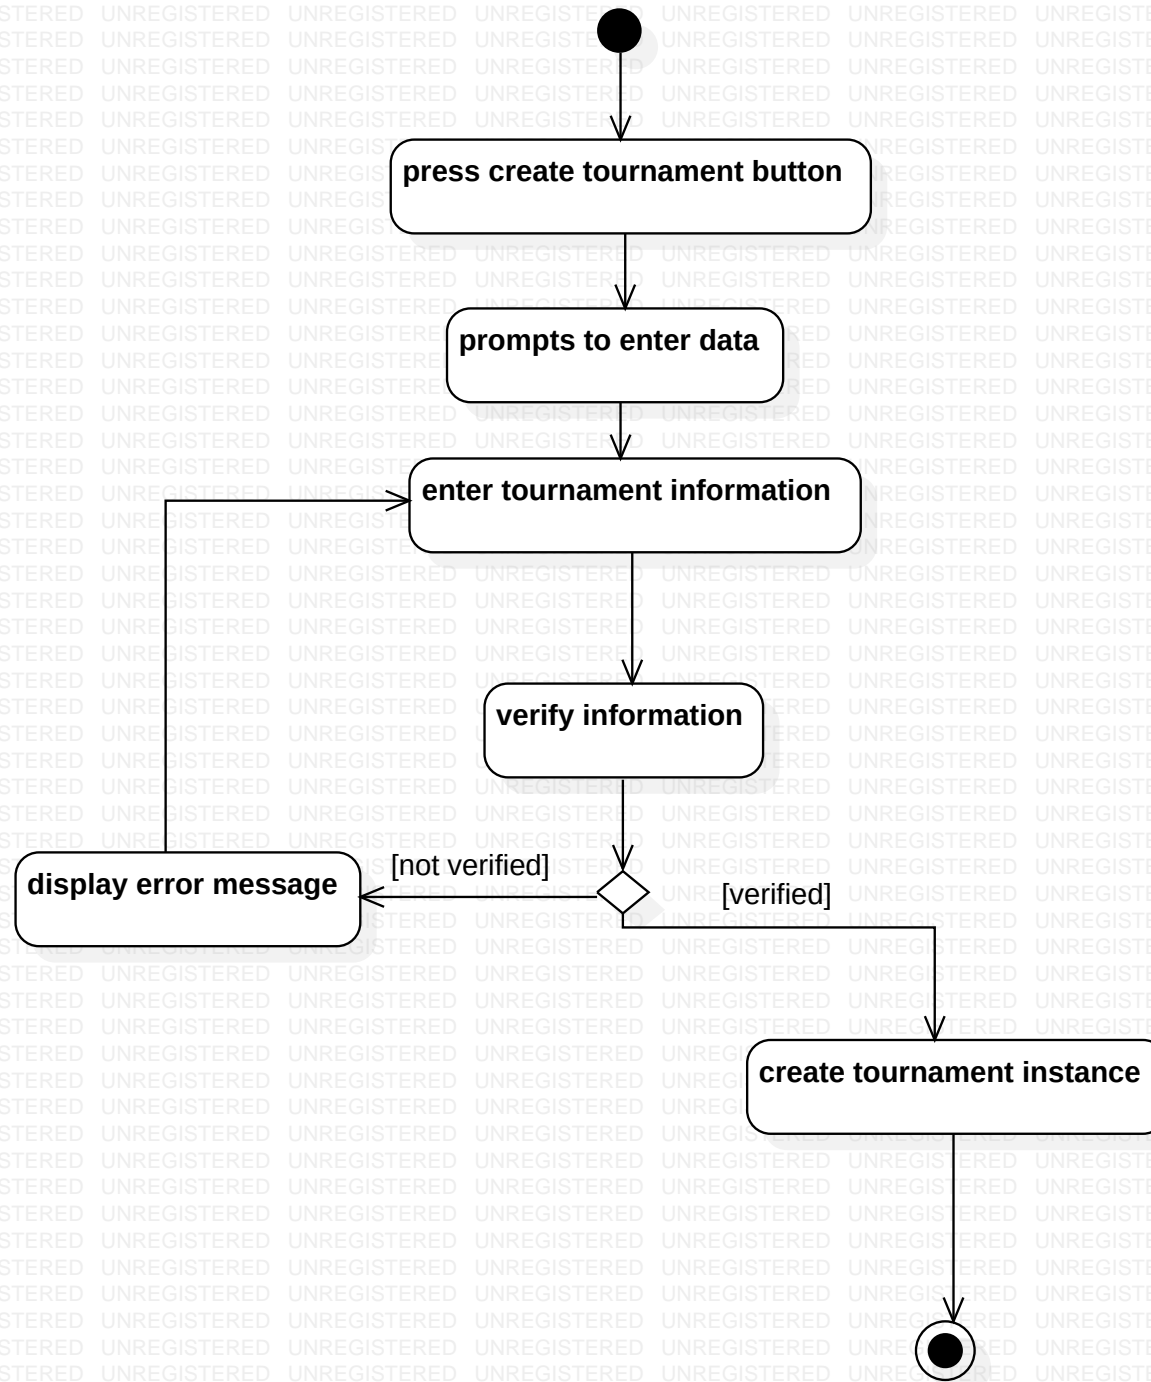 press create tournament button
prompts to enter data
enter tournament information
verify information
[not verified]
display error message
[verified]
create tournament instance
UNREGISTERED